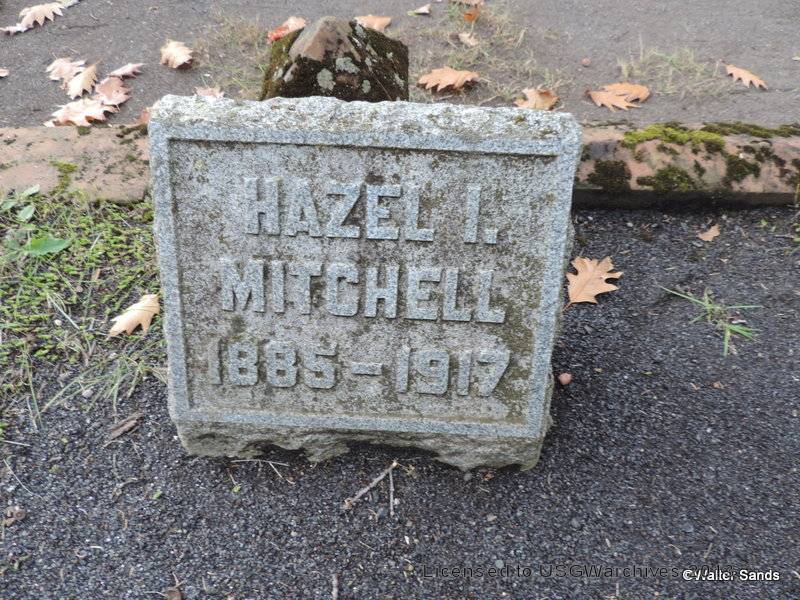 HAZEL I.
MITCHELL
1885 – 1917
Licensed to USGWarchives
©Walter Sands